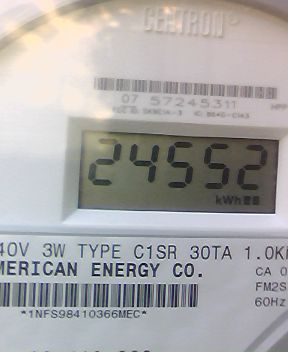 CENTRON®
07 57245311
24552
kWh
40V 3W TYPE C1SR 30TA 1.0K
MERICAN ENERGY CO.
CA 0
FM2S
60Hz
*1NFS98410366MEC*